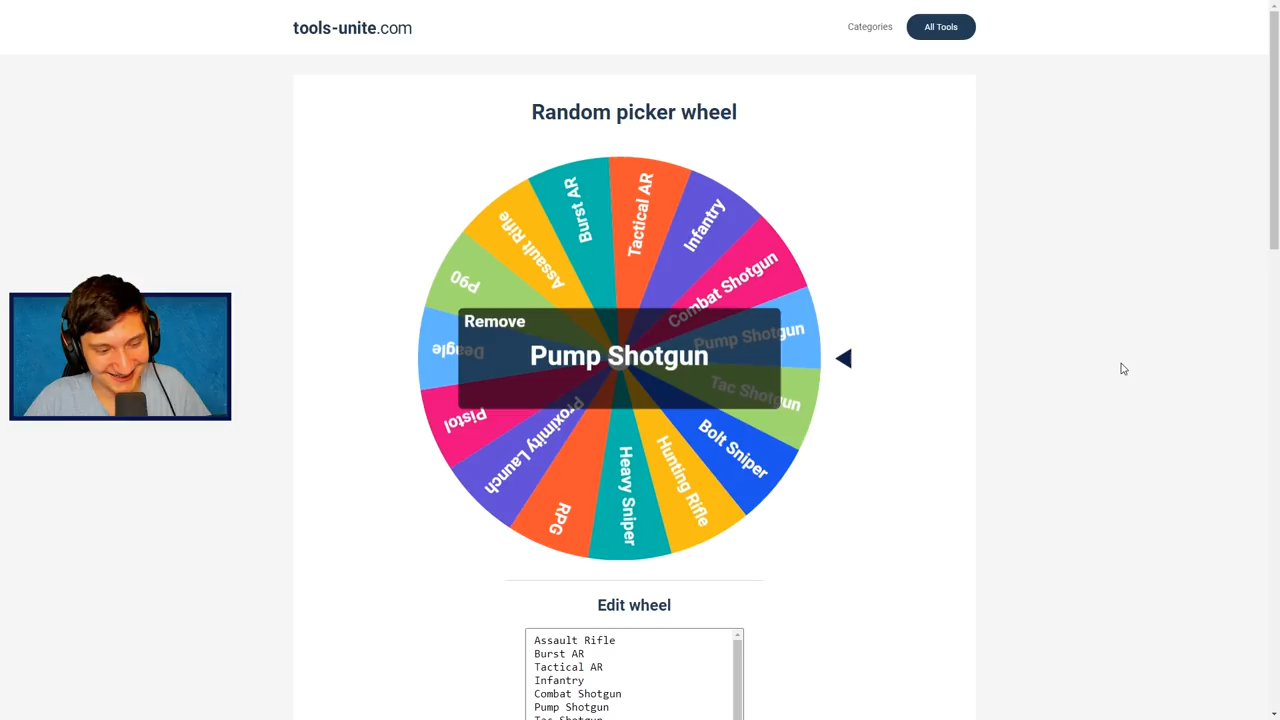 tools-unite.com
Categories
All Tools
Random picker wheel
Burst AR
Tactical AR
Infantry
Assault Rifle
Combat Shotgun
P90
Remove
Pump Shotgun
Pump Shotgun
Deagle
Tac Shotgun
Pistol
Proximity Launch
Bolt Sniper
Hunting Rifle
Heavy Sniper
RPG
Edit wheel
Assault Rifle
Burst AR
Tactical AR
Infantry
Combat Shotgun
Pump Shotgun
Tac Shotgun